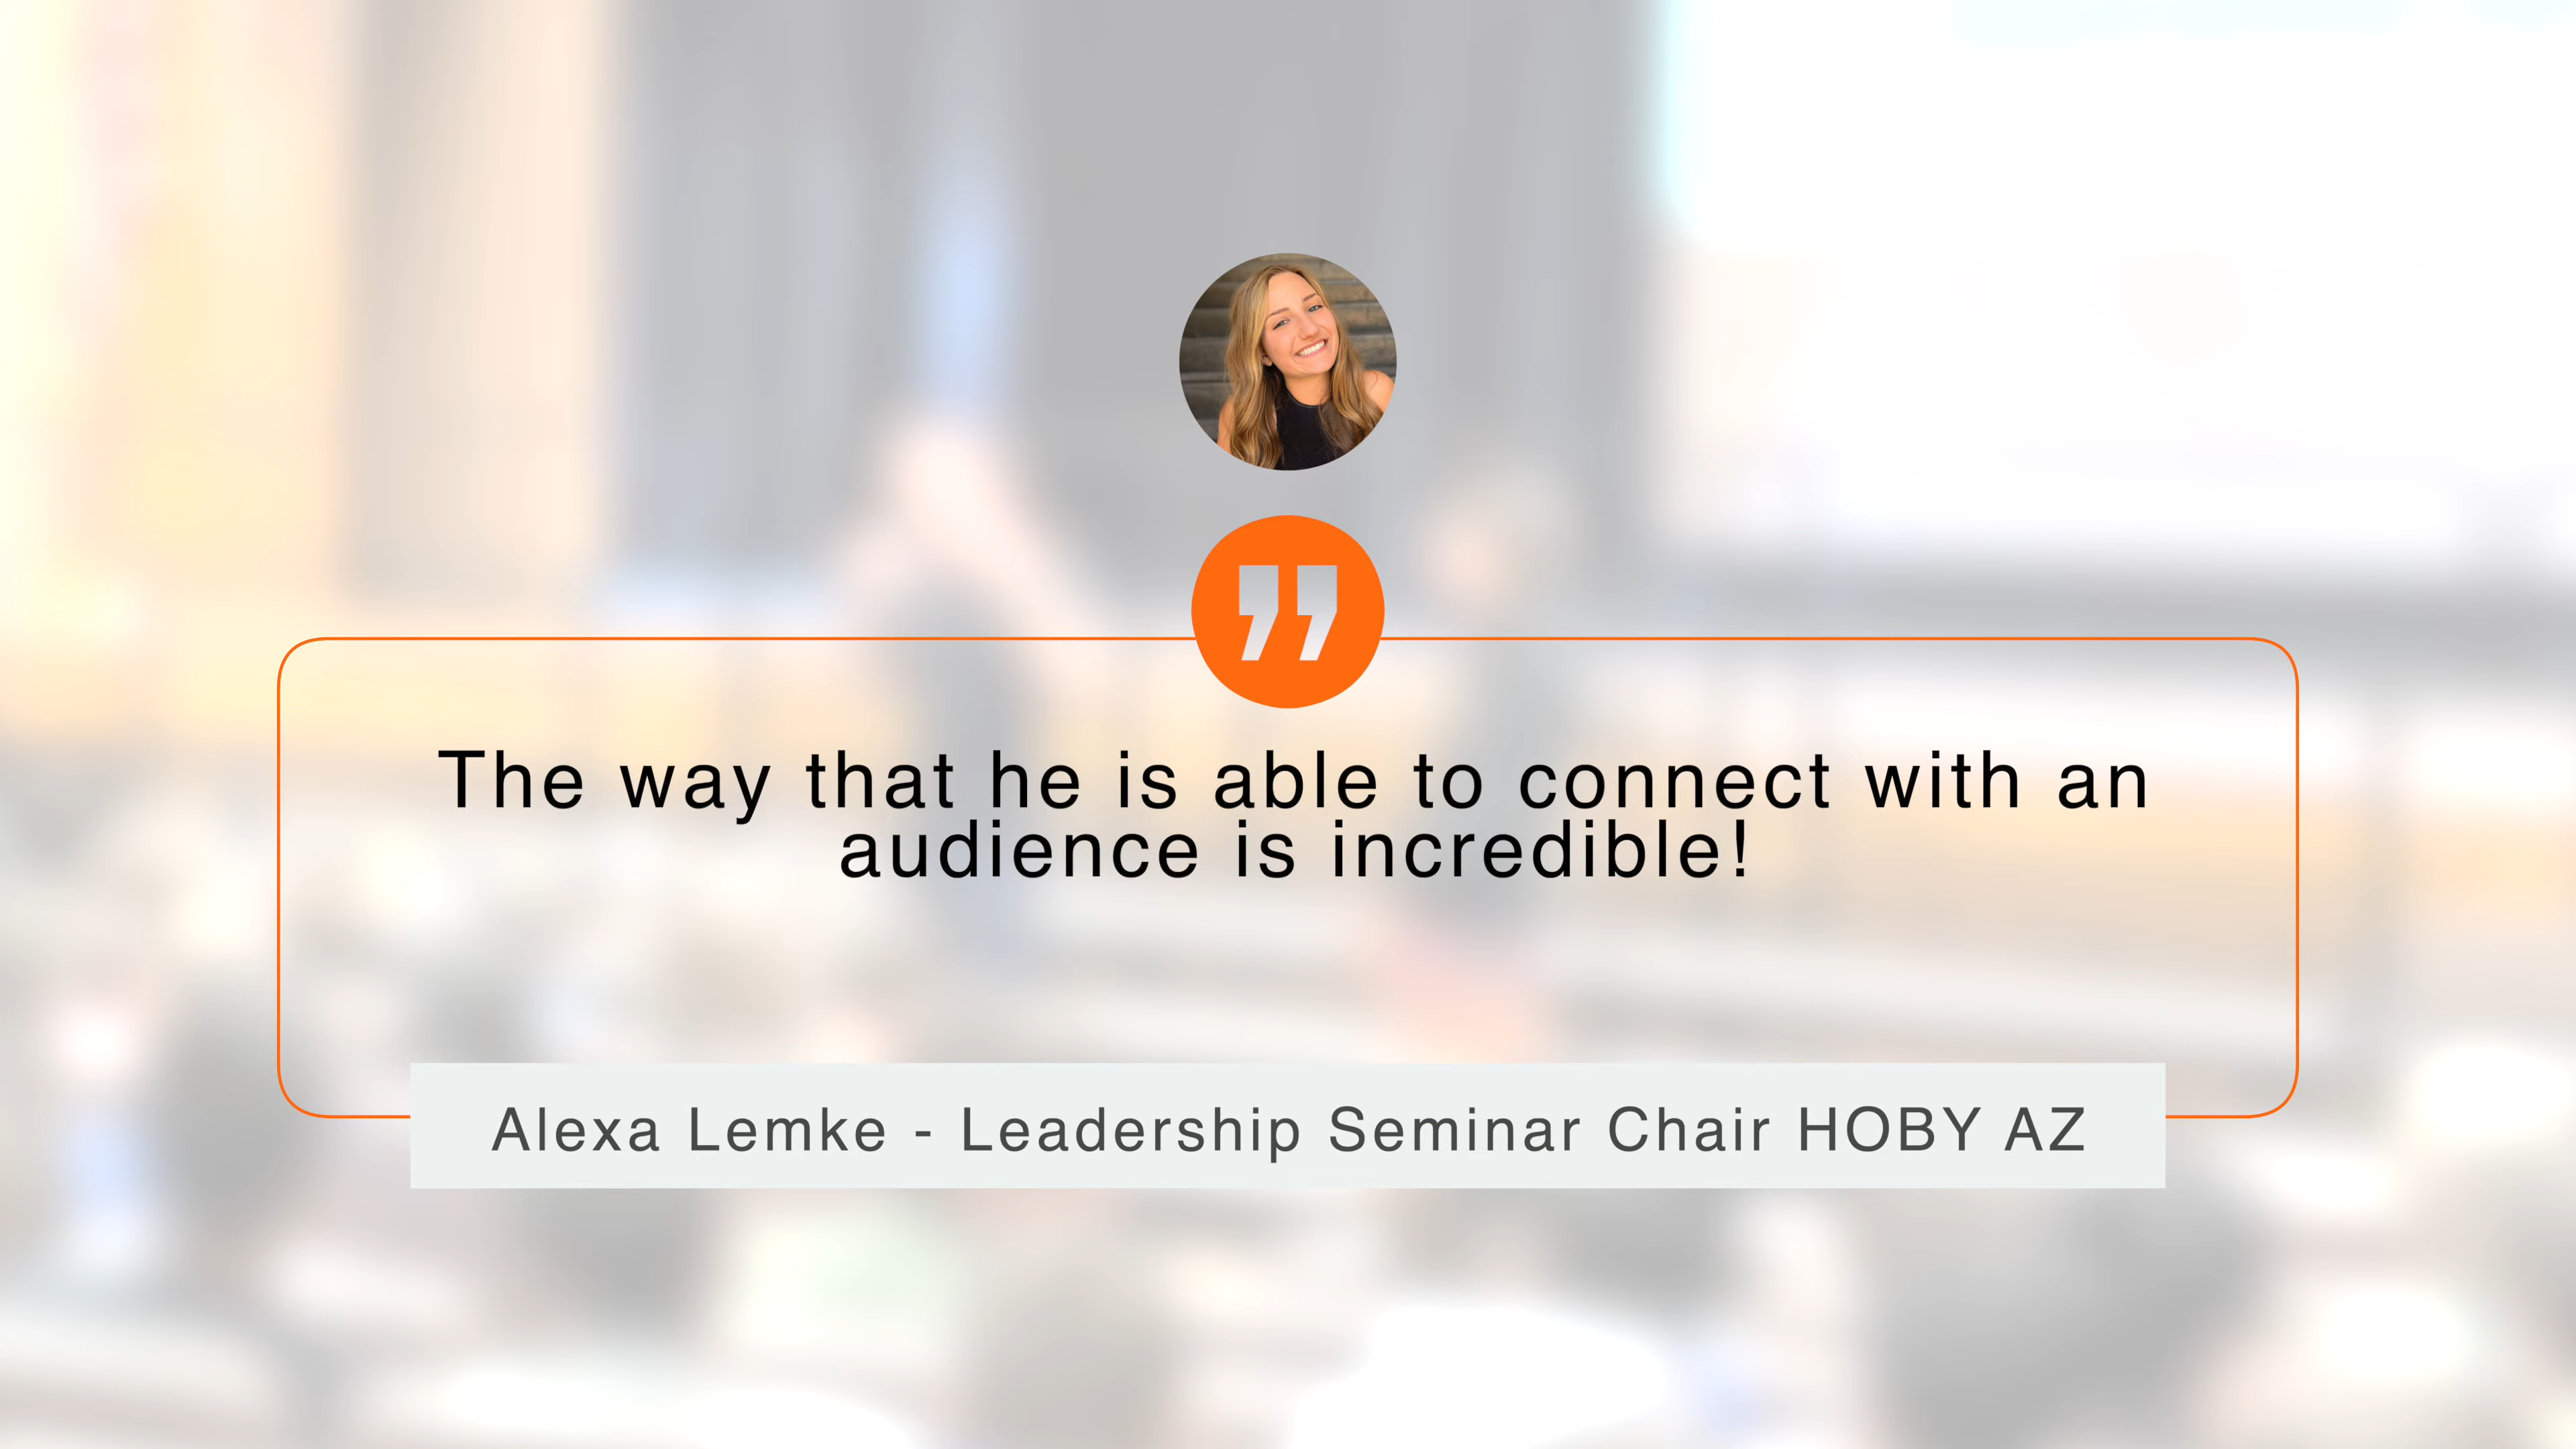 The way that he is able to connect with an
audience is incredible!
Alexa Lemke - Leadership Seminar Chair HOBY AZ